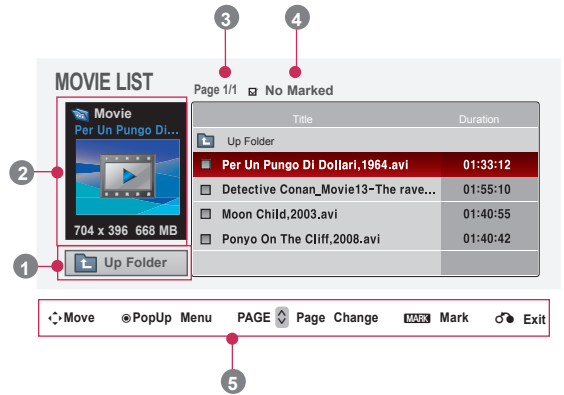 3
4
MOVIE LIST
Page 1/1
No Marked
Movie
Per Un Pungo Di...
704 x 396 668 MB
Up Folder
Title Duration
Up Folder
Per Un Pungo Di Dollari,1964.avi 01:33:12
Detective Conan_Movie13-The rave... 01:55:10
Moon Child,2003.avi 01:40:55
Ponyo On The Cliff,2008.avi 01:40:42
2
1
Move PopUp Menu PAGE Page Change MARK Mark Exit
5